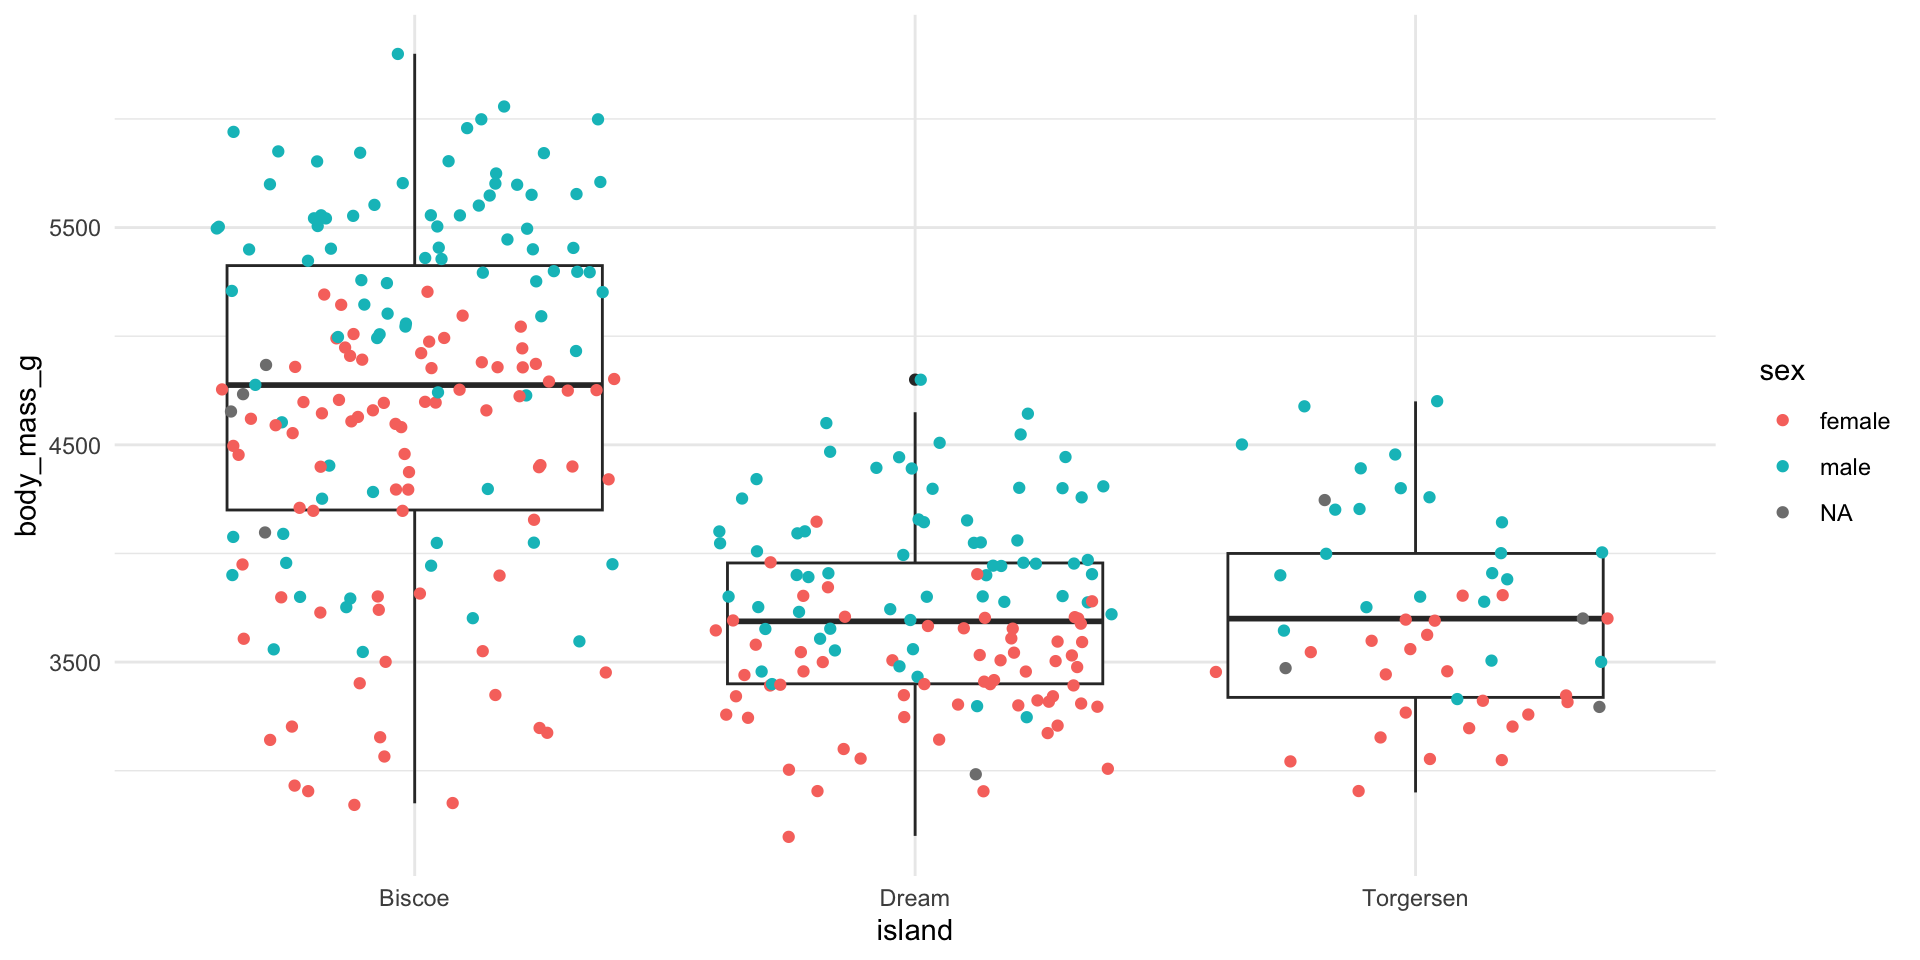 body_mass_g
5500
4500
3500
Biscoe
Dream
Torgersen
island
sex
female
male
NA